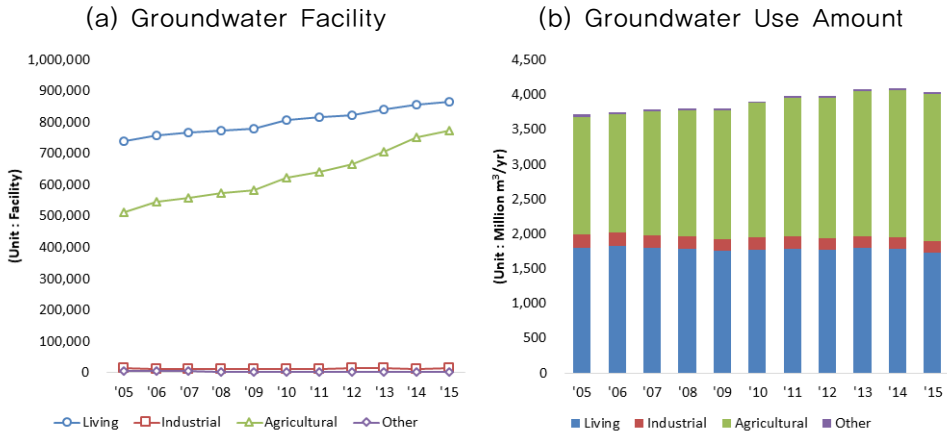 (a) Groundwater Facility
(Unit : Facility)
1,000,000
900,000
800,000
700,000
600,000
500,000
400,000
300,000
200,000
100,000
0
'05 '06 '07 '08 '09 '10 '11 '12 '13 '14 '15
Living Industrial Agricultural Other
(b) Groundwater Use Amount
(Unit : Million m³/yr)
4,500
4,000
3,500
3,000
2,500
2,000
1,500
1,000
500
0
'05 '06 '07 '08 '09 '10 '11 '12 '13 '14 '15
Living Industrial Agricultural Other